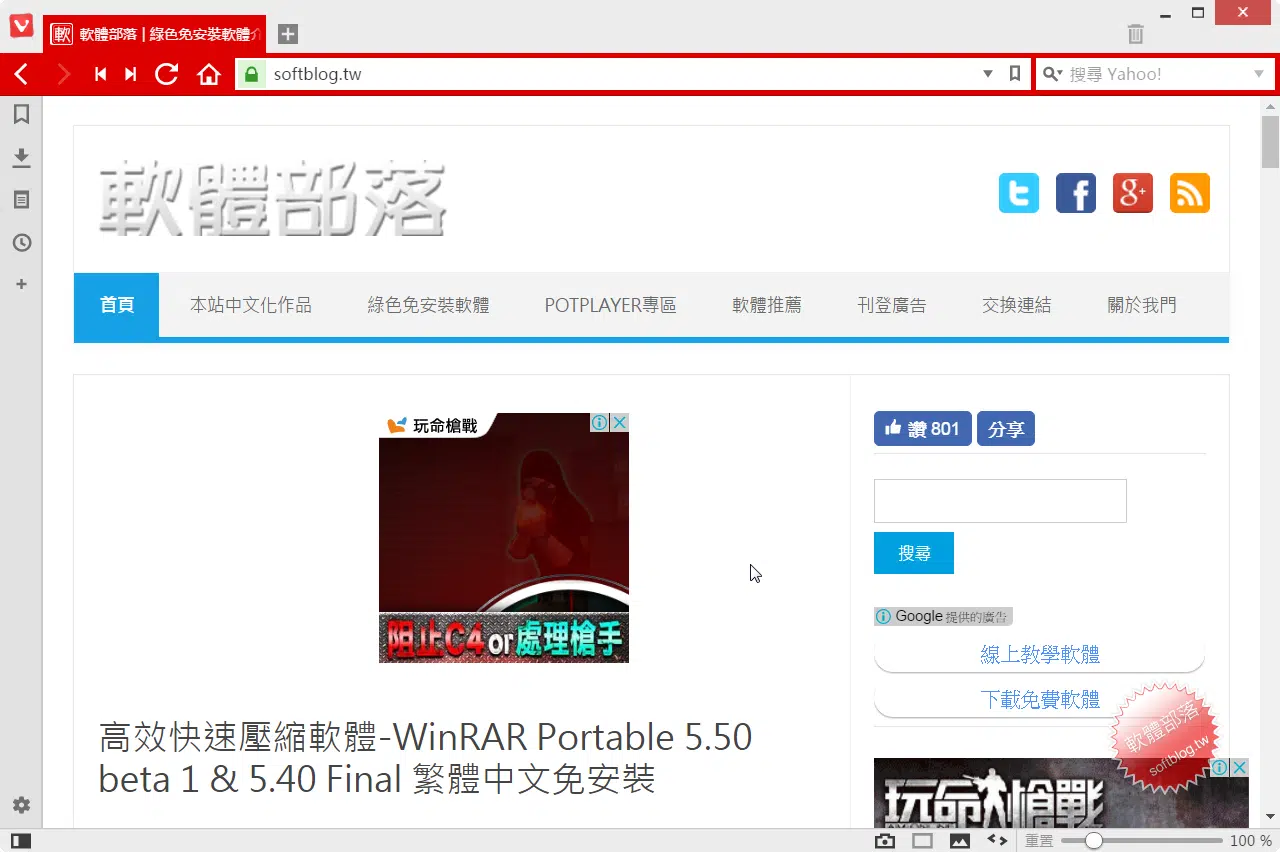 軟 軟體部落 | 綠色免安裝軟體介
softblog.tw
搜尋 Yahoo!
軟體部落
首頁
本站中文化作品
綠色免安裝軟體
POTPLAYER專區
軟體推薦
刊登廣告
交換連結
關於我們
玩命槍戰
阻止C4or處理槍手
讚 801
分享
搜尋
Google 提供的廣告
線上教學軟體
下載免費軟體
軟體部落
softblog.tw
玩命槍戰
高效快速壓縮軟體-WinRAR Portable 5.50
beta 1 & 5.40 Final 繁體中文免安裝
重置
100 %